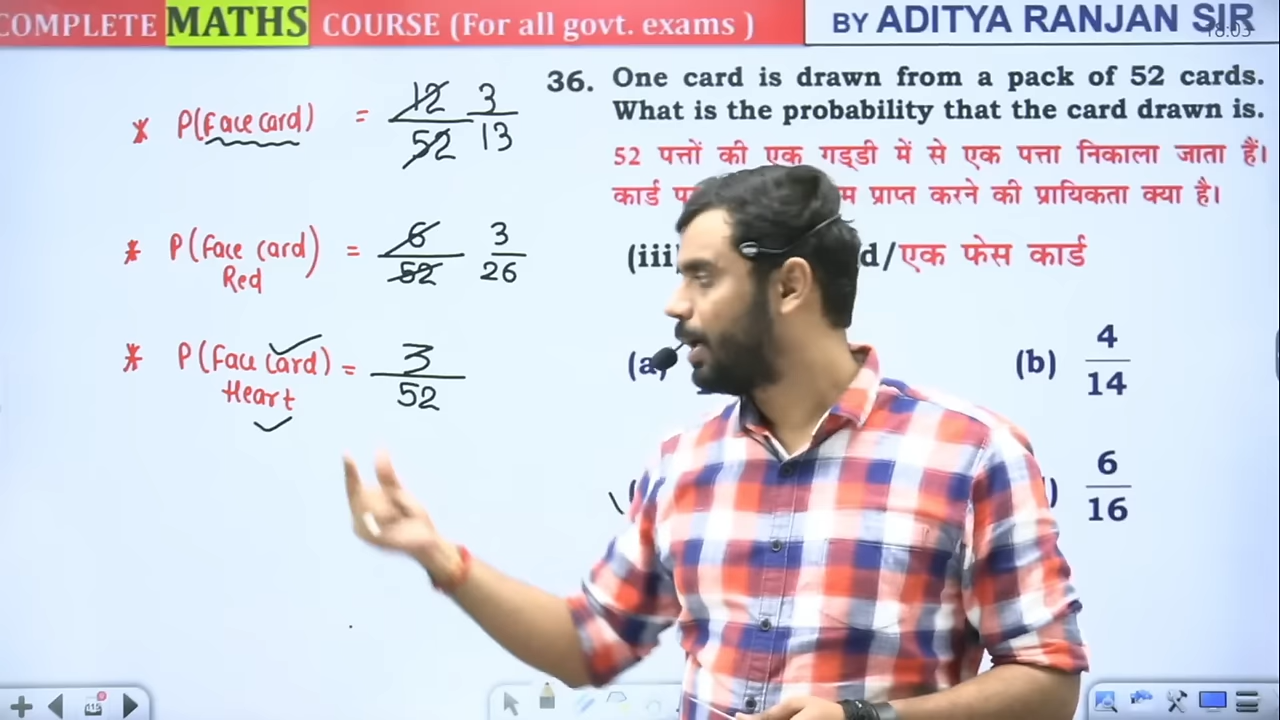 COMPLETE MATHS COURSE (For all govt. exams )
BY ADITYA RANJAN SIR
18:03
* P(Face card) = 12/52 3/13
* P(Face card) = 6/52 3/26
Red
* P(Face card) = 3/52
Heart
36. One card is drawn from a pack of 52 cards.
What is the probability that the card drawn is.
52 पत्तों की एक गड्डी में से एक पत्ता निकाला जाता हैं।
कार्ड प्राप्त करने की प्रायिकता क्या है।
(iii) d/एक फेस कार्ड
(a)
(b) 4/14
6/16
115